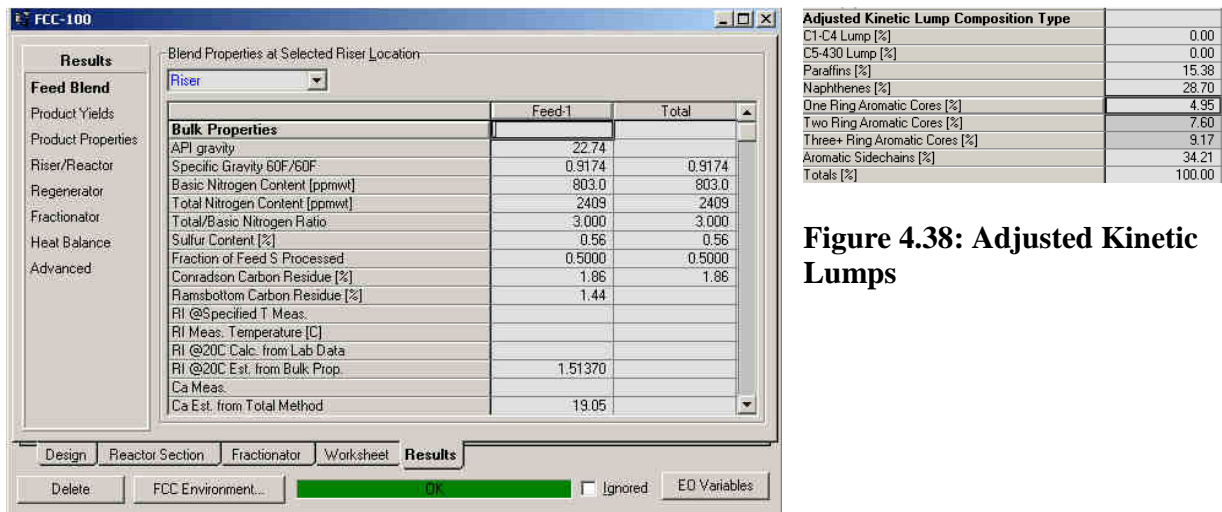 FCC-100
Results
Feed Blend
Product Yields
Product Properties
Riser/Reactor
Regenerator
Fractionator
Heat Balance
Advanced
Blend Properties at Selected Riser Location
Riser
Feed-1 Total
Bulk Properties
API gravity 22.74
Specific Gravity 60F/60F 0.9174 0.9174
Basic Nitrogen Content [ppmwt] 803.0 803.0
Total Nitrogen Content [ppmwt] 2409 2409
Total/Basic Nitrogen Ratio 3.000 3.000
Sulfur Content [%] 0.56 0.56
Fraction of Feed S Processed 0.5000 0.5000
Conradson Carbon Residue [%] 1.86 1.86
Ramsbottom Carbon Residue [%] 1.44
RI @Specified T Meas.
RI Meas. Temperature [C]
RI @20C Calc. from Lab Data
RI @20C Est. from Bulk Prop. 1.51370
Ca Meas.
Ca Est. from Total Method 19.05
Design Reactor Section Fractionator Worksheet Results
Delete FCC Environment... OK Ignored EO Variables
Adjusted Kinetic Lump Composition Type
C1-C4 Lump [%] 0.00
C5-430 Lump [%] 0.00
Paraffins [%] 15.38
Naphthenes [%] 28.70
One Ring Aromatic Cores [%] 4.95
Two Ring Aromatic Cores [%] 7.60
Three+ Ring Aromatic Cores [%] 9.17
Aromatic Sidechains [%] 34.21
Totals [%] 100.00
Figure 4.38: Adjusted Kinetic
Lumps